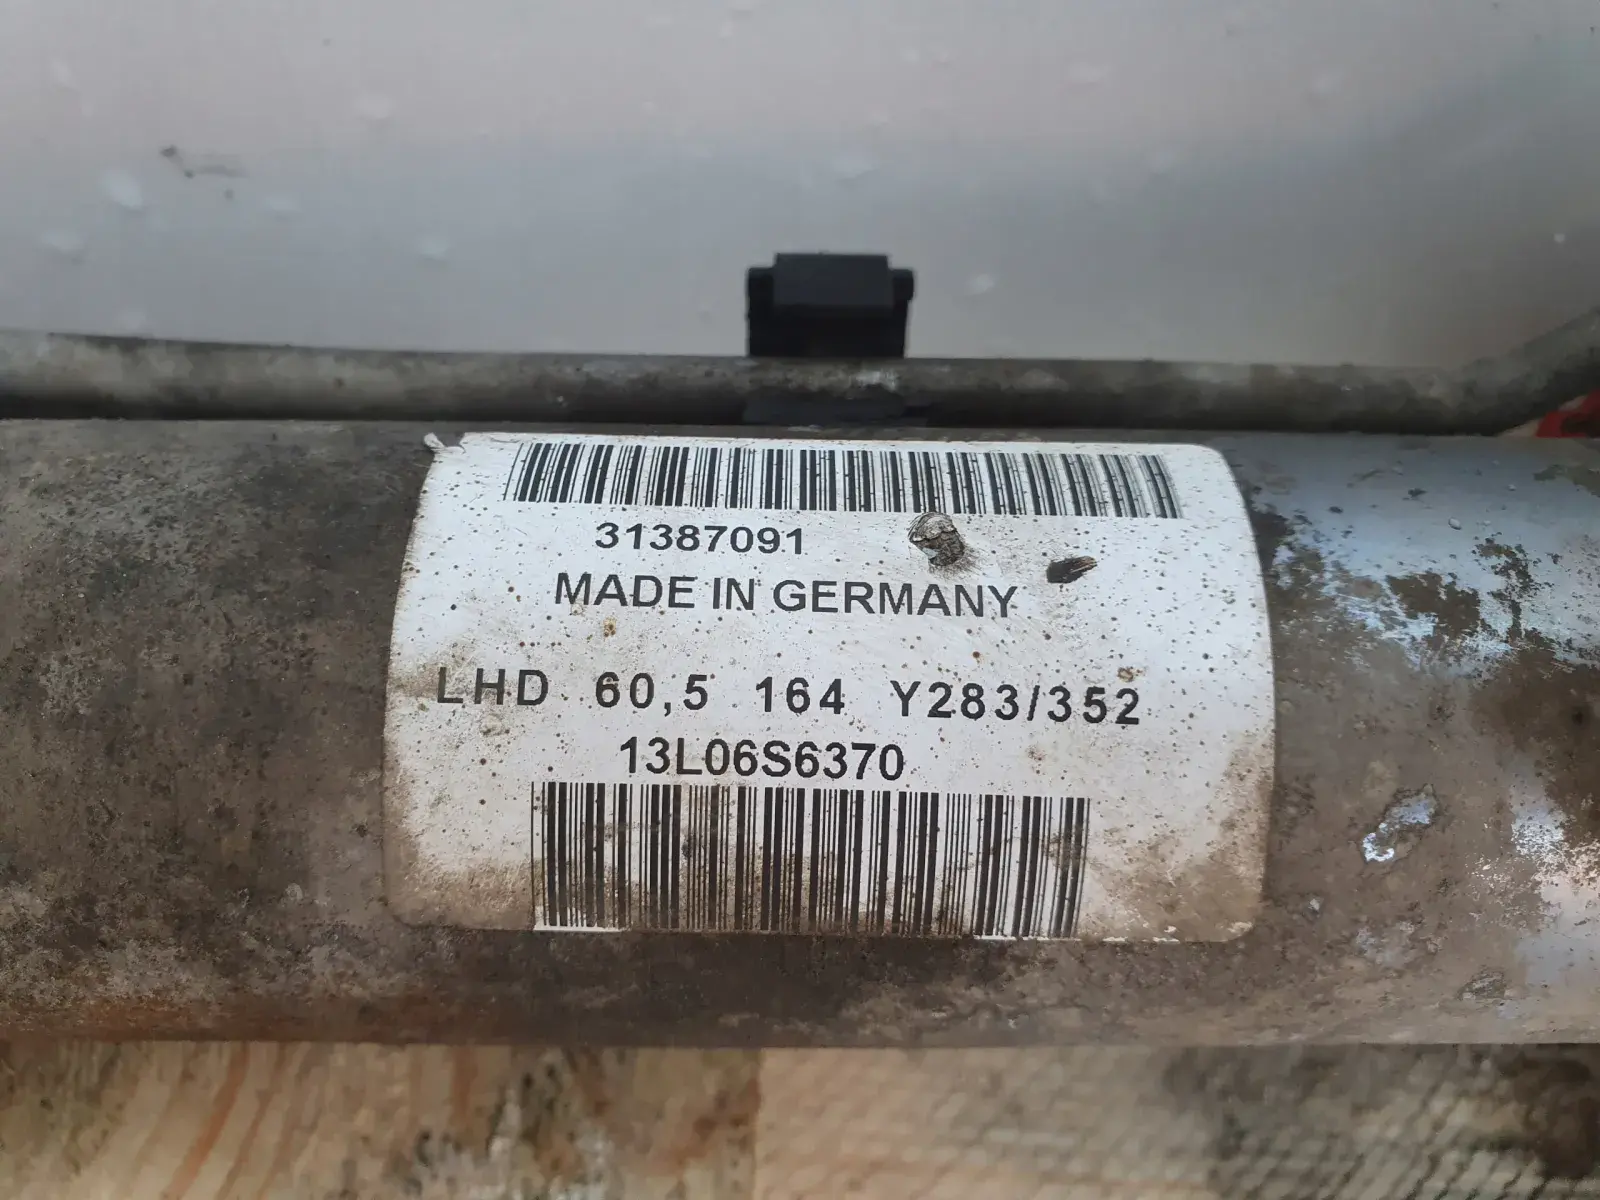 31387091
MADE IN GERMANY
LHD 60,5 164 Y283/352
13L06S6370